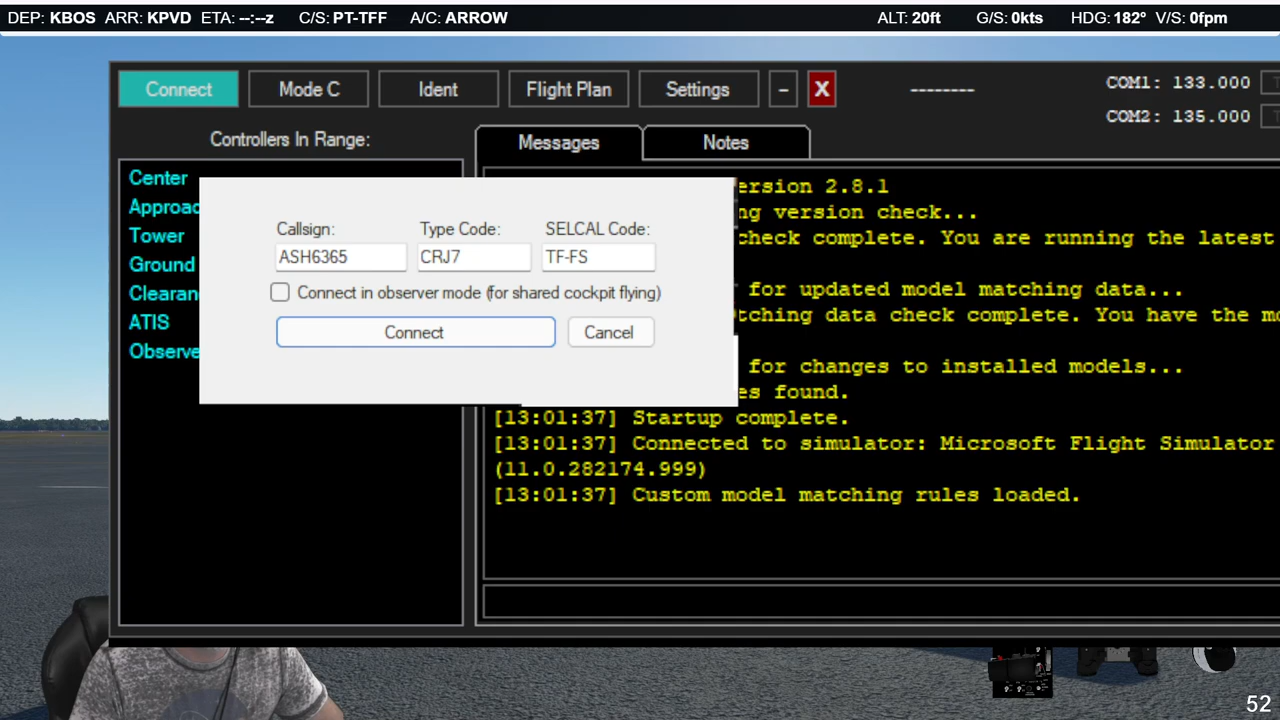 DEP: KBOS ARR: KPVD ETA: --:--z C/S: PT-TFF A/C: ARROW ALT: 20ft G/S: 0kts HDG: 182° V/S: 0fpm
Connect Mode C Ident Flight Plan Settings - X -------- COM1: 133.000
COM2: 135.000
Controllers In Range:
Messages Notes
Center
Approac
Tower
Ground
Clearan
ATIS
Observe
Callsign: Type Code: SELCAL Code:
ASH6365 CRJ7 TF-FS
Connect in observer mode (for shared cockpit flying)
Connect Cancel
ersion 2.8.1
ng version check...
check complete. You are running the latest
for updated model matching data...
tching data check complete. You have the mo
for changes to installed models...
es found.
[13:01:37] Startup complete.
[13:01:37] Connected to simulator: Microsoft Flight Simulator
(11.0.282174.999)
[13:01:37] Custom model matching rules loaded.
52